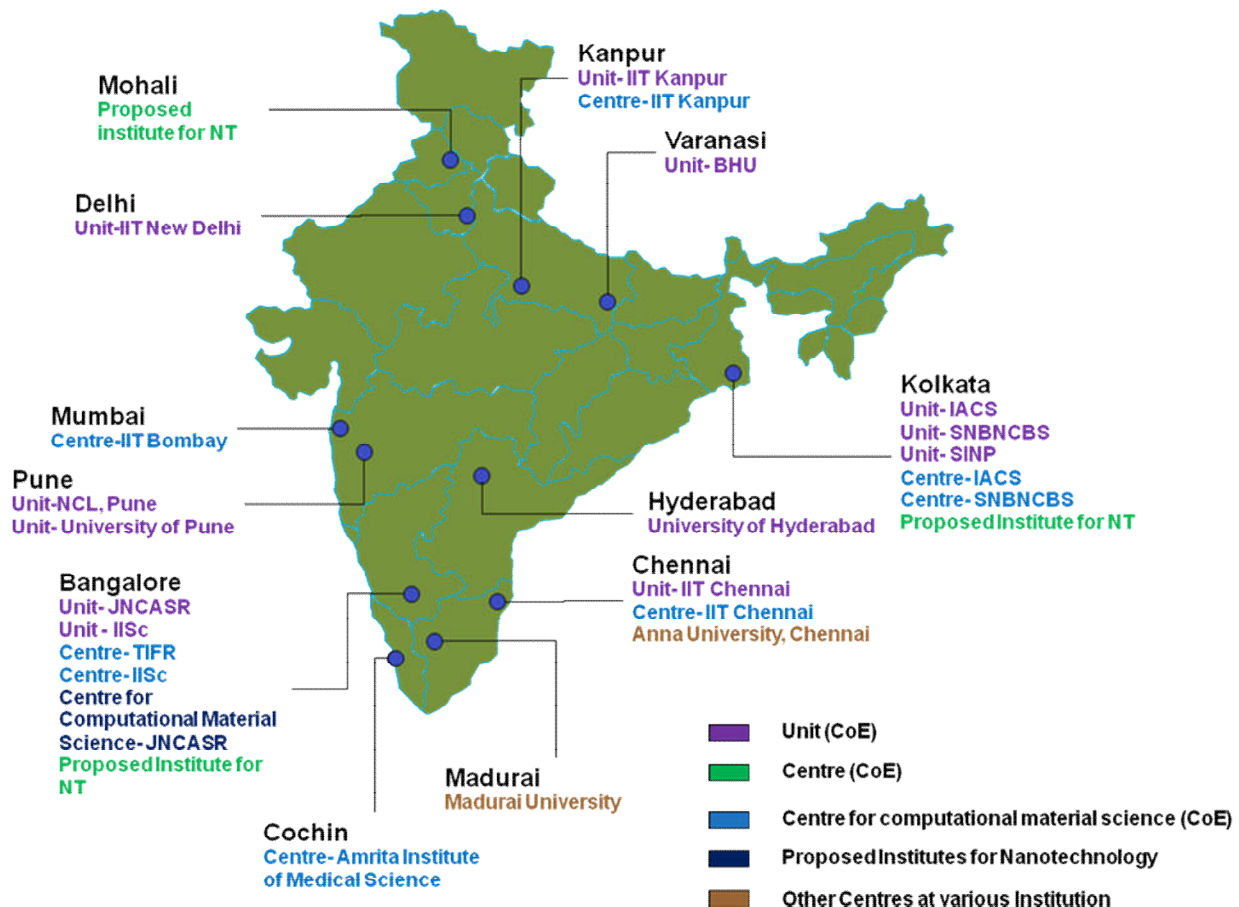 Kanpur
Unit- IIT Kanpur
Centre- IIT Kanpur
Mohali
Proposed
institute for NT
Varanasi
Unit- BHU
Delhi
Unit-IIT New Delhi
Kolkata
Unit- IACS
Unit- SNBNCBS
Unit- SINP
Centre- IACS
Centre- SNBNCBS
Proposed Institute for NT
Mumbai
Centre-IIT Bombay
Pune
Unit-NCL, Pune
Unit- University of Pune
Hyderabad
University of Hyderabad
Chennai
Unit- IIT Chennai
Centre- IIT Chennai
Anna University, Chennai
Bangalore
Unit- JNCASR
Unit - IISc
Centre- TIFR
Centre- IISc
Centre for
Computational Material
Science- JNCASR
Proposed Institute for
NT
Madurai
Madurai University
Cochin
Centre- Amrita Institute
of Medical Science
Unit (CoE)
Centre (CoE)
Centre for computational material science (CoE)
Proposed Institutes for Nanotechnology
Other Centres at various Institution